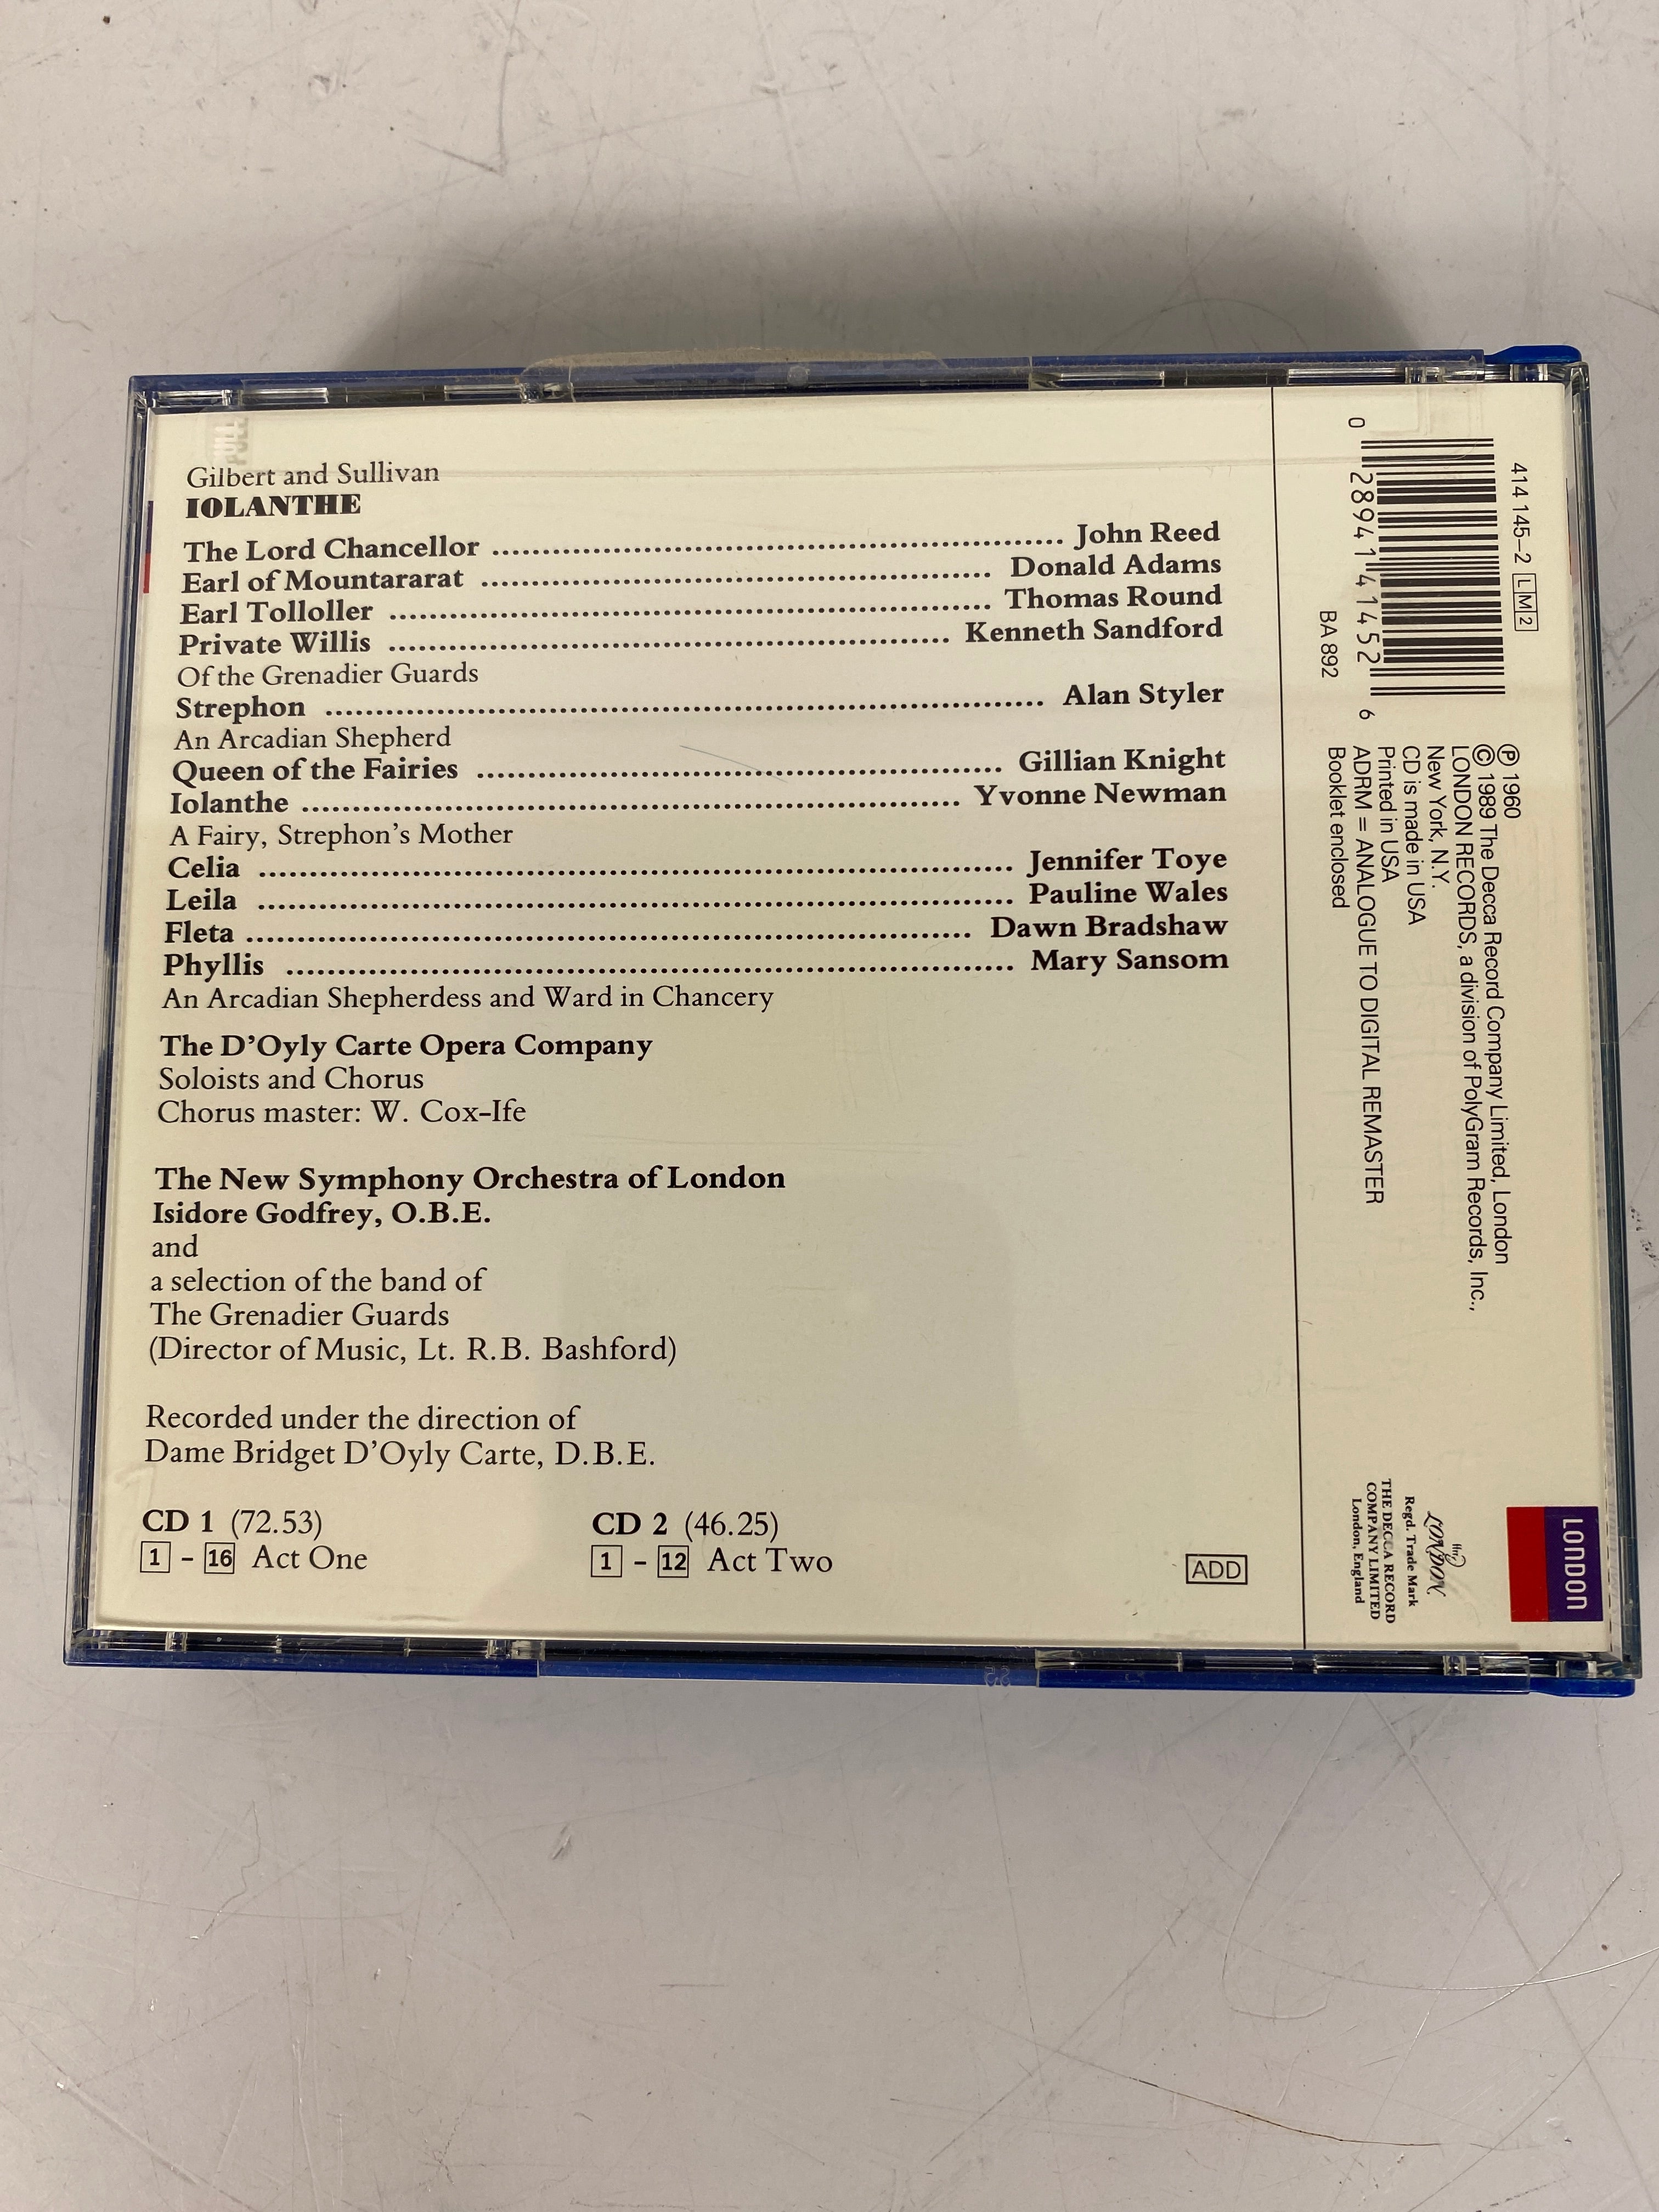 Gilbert and Sullivan
IOLANTHE
The Lord Chancellor ........ John Reed
Earl of Mountararat ........ Donald Adams
Earl Tolloller ........ Thomas Round
Private Willis ........ Kenneth Sandford
Of the Grenadier Guards
Strephon ........ Alan Styler
An Arcadian Shepherd
Queen of the Fairies ........ Gillian Knight
Iolanthe ........ Yvonne Newman
A Fairy, Strephon's Mother
Celia ........ Jennifer Toye
Leila ........ Pauline Wales
Fleta ........ Dawn Bradshaw
Phyllis ........ Mary Sansom
An Arcadian Shepherdess and Ward in Chancery
The D'Oyly Carte Opera Company
Soloists and Chorus
Chorus master: W. Cox-Ife
The New Symphony Orchestra of London
Isidore Godfrey, O.B.E.
and
a selection of the band of
The Grenadier Guards
(Director of Music, Lt. R.B. Bashford)
Recorded under the direction of
Dame Bridget D'Oyly Carte, D.B.E.
CD 1 (72.53)
1 - 16 Act One
CD 2 (46.25)
1 - 12 Act Two
ADD
414 145-2 LM2
0 28941 41452 6
BA 892
℗ 1960
© 1989 The Decca Record Company Limited, London
LONDON RECORDS, a division of PolyGram Records, Inc.,
New York, N.Y.
CD is made in USA
Printed in USA
ADRM = ANALOGUE TO DIGITAL REMASTER
Booklet enclosed
LONDON
ffrr
LONDON
Regd. Trade Mark
THE DECCA RECORD
COMPANY LIMITED
London, England